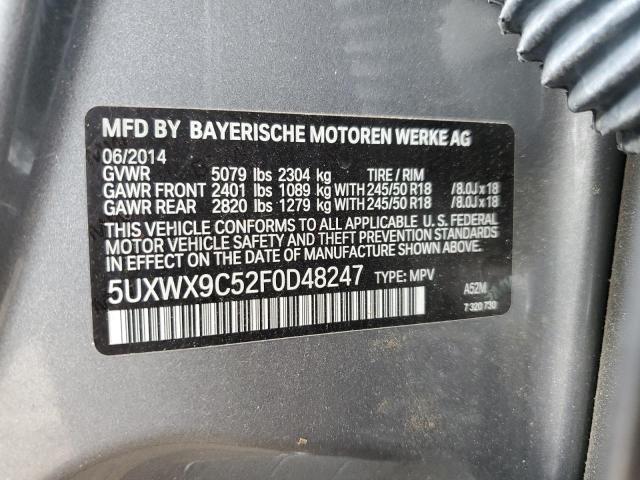 MFD BY BAYERISCHE MOTOREN WERKE AG
06/2014
GVWR 5079 lbs 2304 kg TIRE / RIM
GAWR FRONT 2401 lbs 1089 kg WITH 245/50 R18 /8.0J x 18
GAWR REAR 2820 lbs 1279 kg WITH 245/50 R18 /8.0J x 18
THIS VEHICLE CONFORMS TO ALL APPLICABLE U. S. FEDERAL
MOTOR VEHICLE SAFETY AND THEFT PREVENTION STANDARDS
IN EFFECT ON THE DATE OF MANUFACTURE SHOWN ABOVE.
5UXWX9C52F0D48247 TYPE: MPV A52M
7 320 730